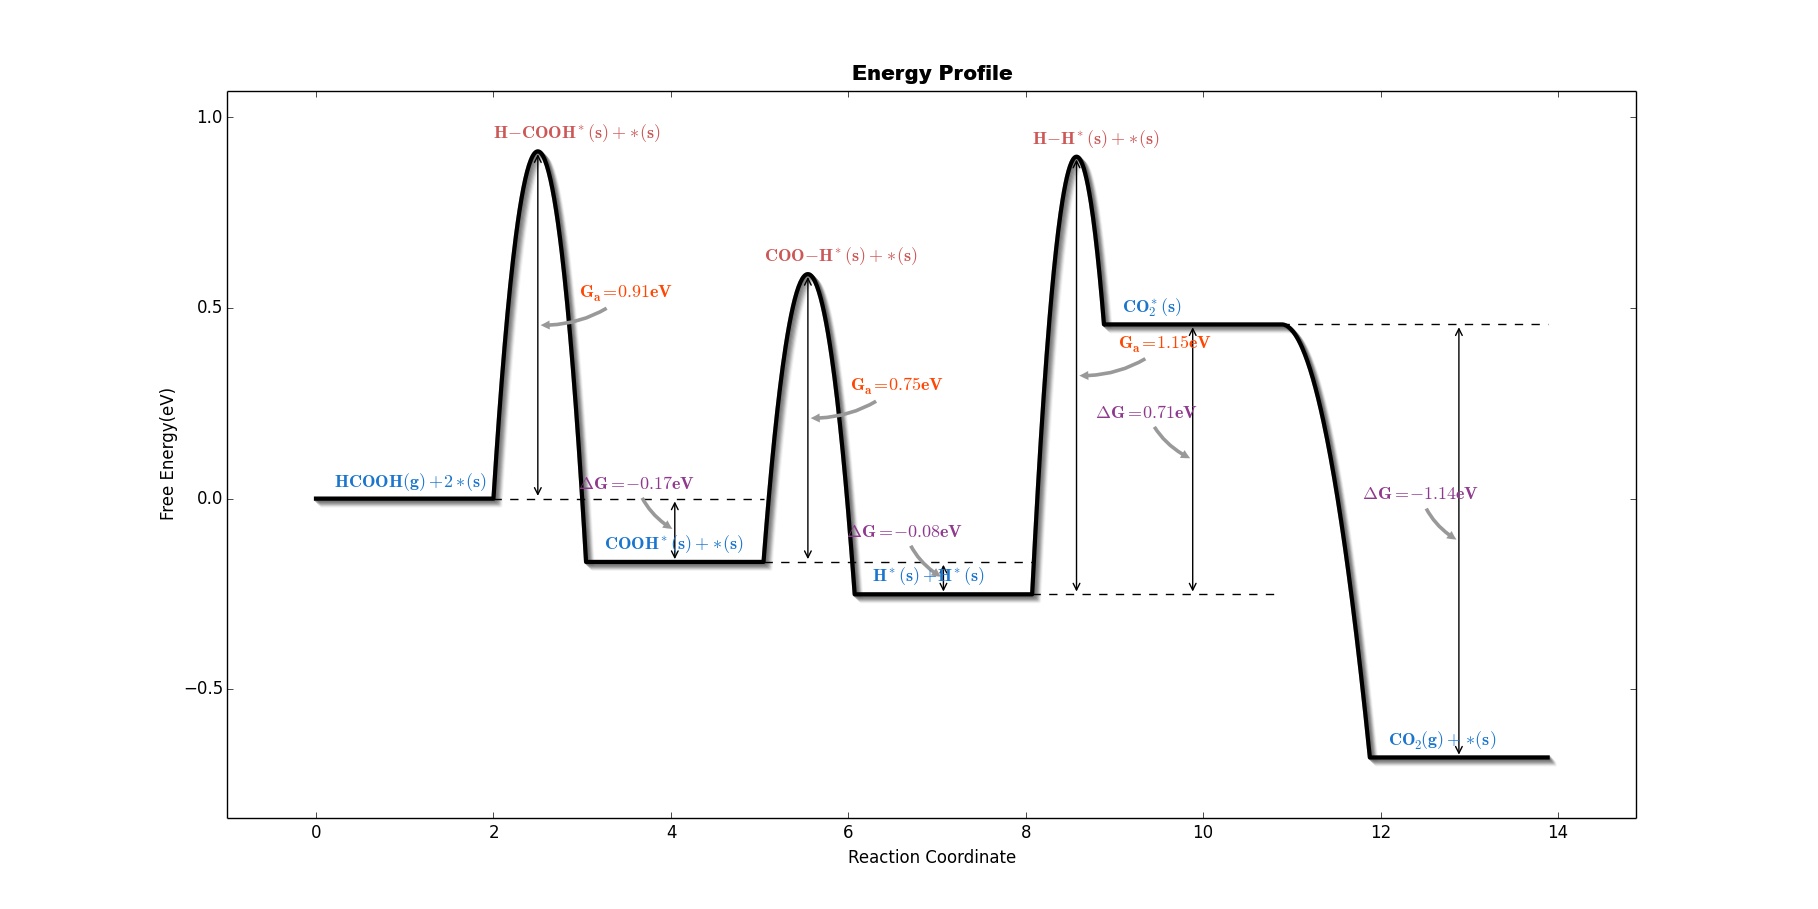 Energy Profile
1.0
0.5
0.0
−0.5
Free Energy(eV)
H−COOH*(s)+∗(s)
H−H*(s)+∗(s)
COO−H*(s)+∗(s)
Gₐ=0.91eV
CO₂*(s)
Gₐ=1.15eV
Gₐ=0.75eV
ΔG=0.71eV
HCOOH(g)+2∗(s)
ΔG=−0.17eV
ΔG=−1.14eV
ΔG=−0.08eV
COOH*(s)+∗(s)
H*(s)+H*(s)
CO₂(g)+∗(s)
0 2 4 6 8 10 12 14
Reaction Coordinate